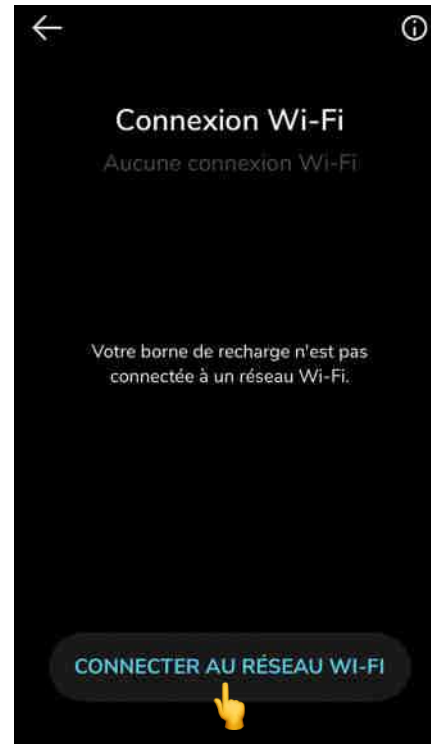 Connexion Wi-Fi
Aucune connexion Wi-Fi
Votre borne de recharge n'est pas
connectée à un réseau Wi-Fi.
CONNECTER AU RÉSEAU WI-FI